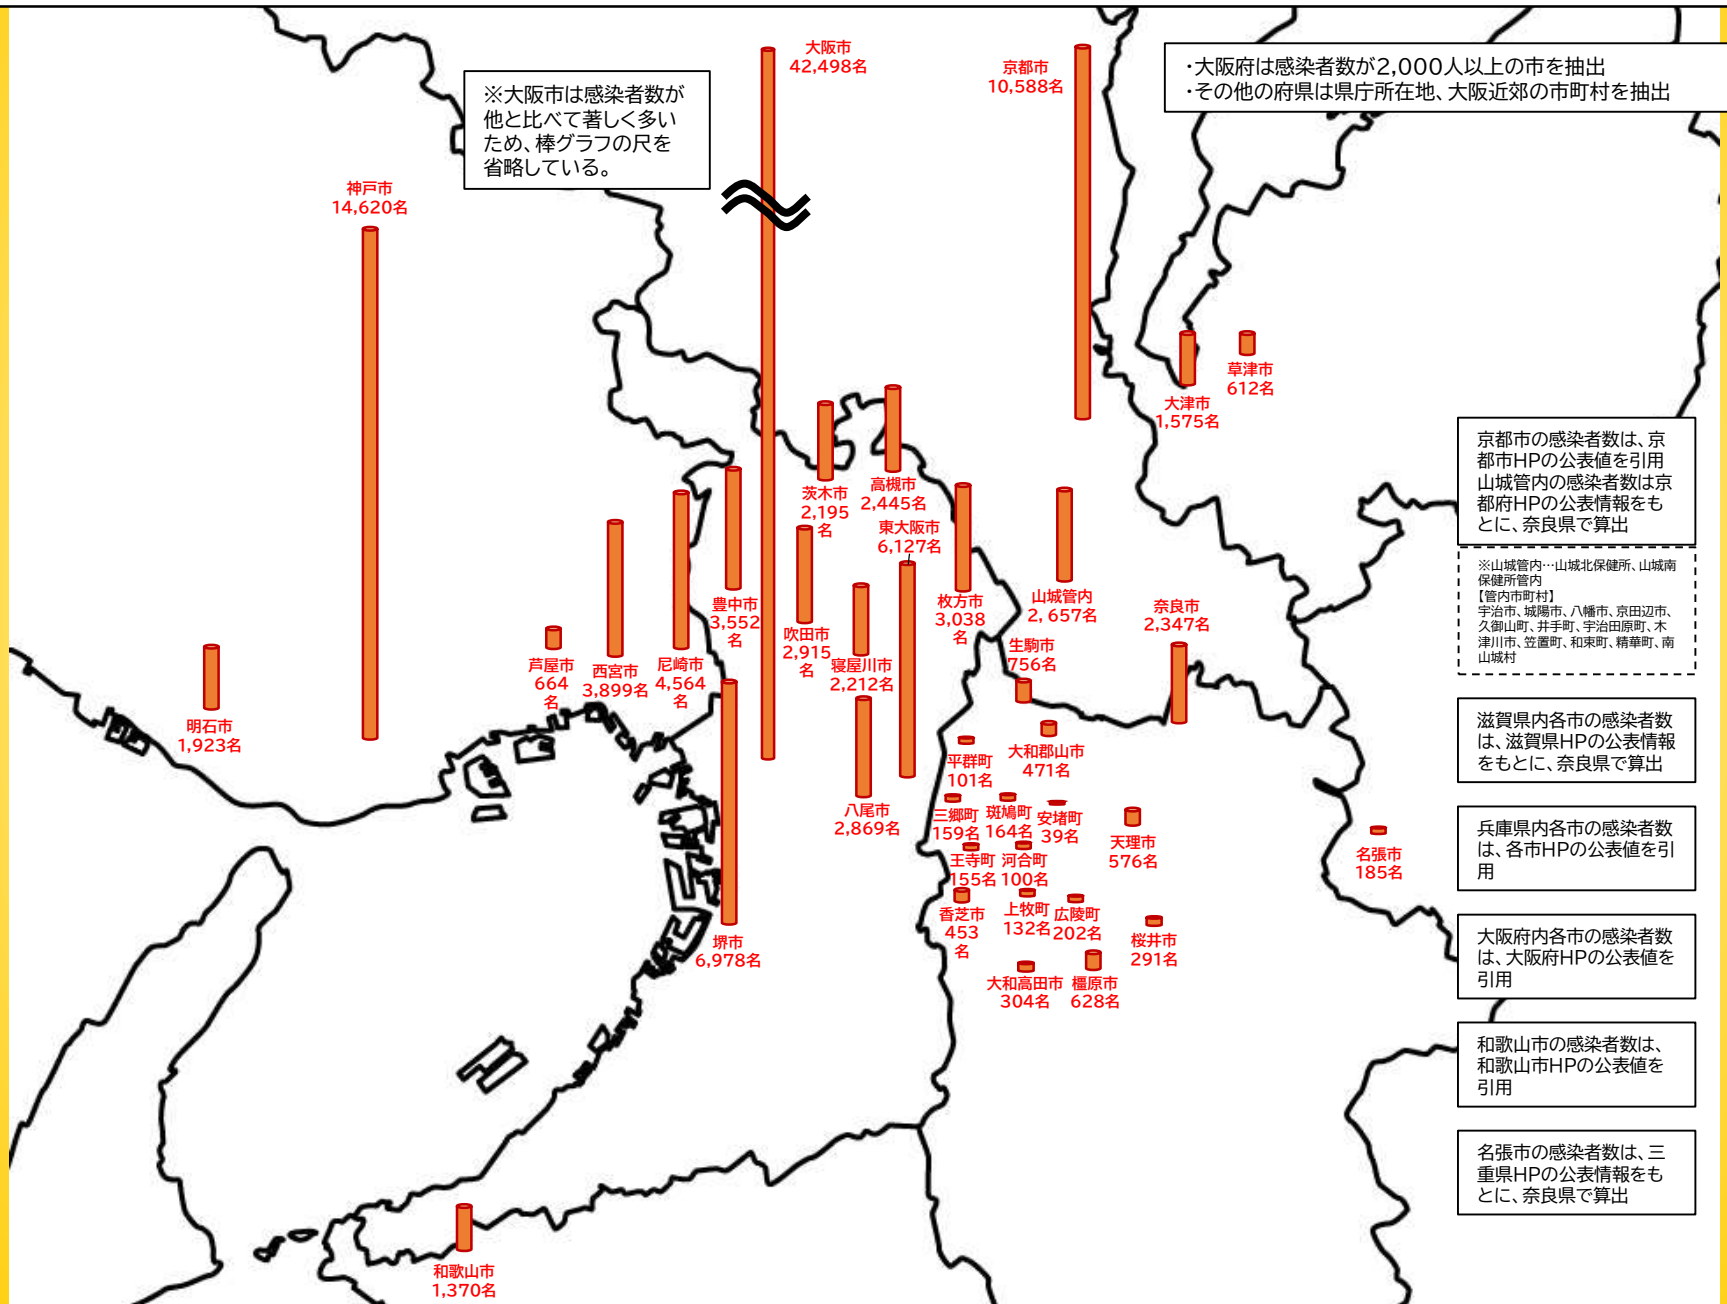 ・大阪府は感染者数が2,000人以上の市を抽出
・その他の府県は県庁所在地、大阪近郊の市町村を抽出
※大阪市は感染者数が
他と比べて著しく多い
ため、棒グラフの尺を
省略している。
大阪市
42,498名
京都市
10,588名
神戸市
14,620名
大津市
1,575名
草津市
612名
茨木市
2,195
名
高槻市
2,445名
東大阪市
6,127名
豊中市
3,552
名
吹田市
2,915
名
寝屋川市
2,212名
枚方市
3,038
名
山城管内
2,657名
奈良市
2,347名
生駒市
756名
明石市
1,923名
芦屋市
664
名
西宮市
3,899名
尼崎市
4,564
名
平群町
101名
大和郡山市
471名
八尾市
2,869名
三郷町
159名
斑鳩町
164名
安堵町
39名
天理市
576名
名張市
185名
王寺町
155名
河合町
100名
香芝市
453
名
上牧町
132名
広陵町
202名
桜井市
291名
堺市
6,978名
大和高田市
304名
橿原市
628名
和歌山市
1,370名
京都市の感染者数は、京
都市HPの公表値を引用
山城管内の感染者数は京
都府HPの公表情報をも
とに、奈良県で算出
※山城管内…山城北保健所、山城南
保健所管内
【管内市町村】
宇治市、城陽市、八幡市、京田辺市、
久御山町、井手町、宇治田原町、木
津川市、笠置町、和束町、精華町、南
山城村
滋賀県内各市の感染者数
は、滋賀県HPの公表情報
をもとに、奈良県で算出
兵庫県内各市の感染者数
は、各市HPの公表値を引
用
大阪府内各市の感染者数
は、大阪府HPの公表値を
引用
和歌山市の感染者数は、
和歌山市HPの公表値を
引用
名張市の感染者数は、三
重県HPの公表情報をも
とに、奈良県で算出